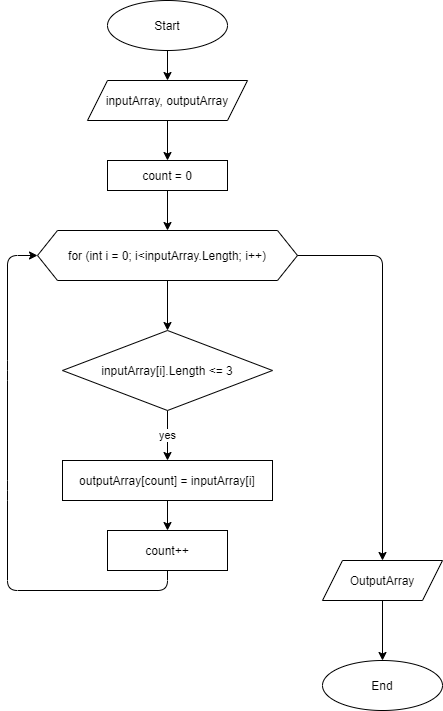 Start
inputArray, outputArray
count = 0
for (int i = 0; i<inputArray.Length; i++)
inputArray[i].Length <= 3
yes
outputArray[count] = inputArray[i]
count++
OutputArray
End